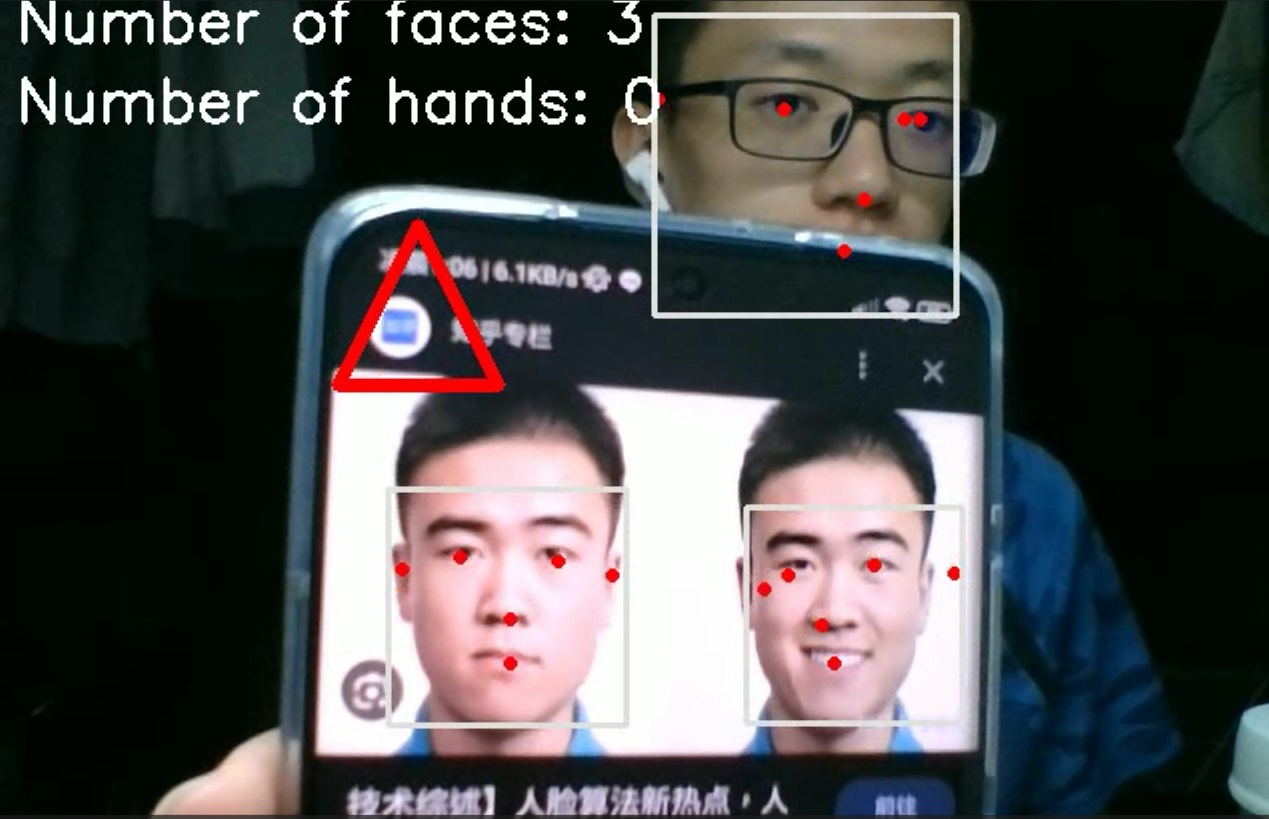 Number of faces: 3
Number of hands: 0
:06 | 6.1KB/s
知乎专栏
技术综述】人脸算法新热点，人
前往